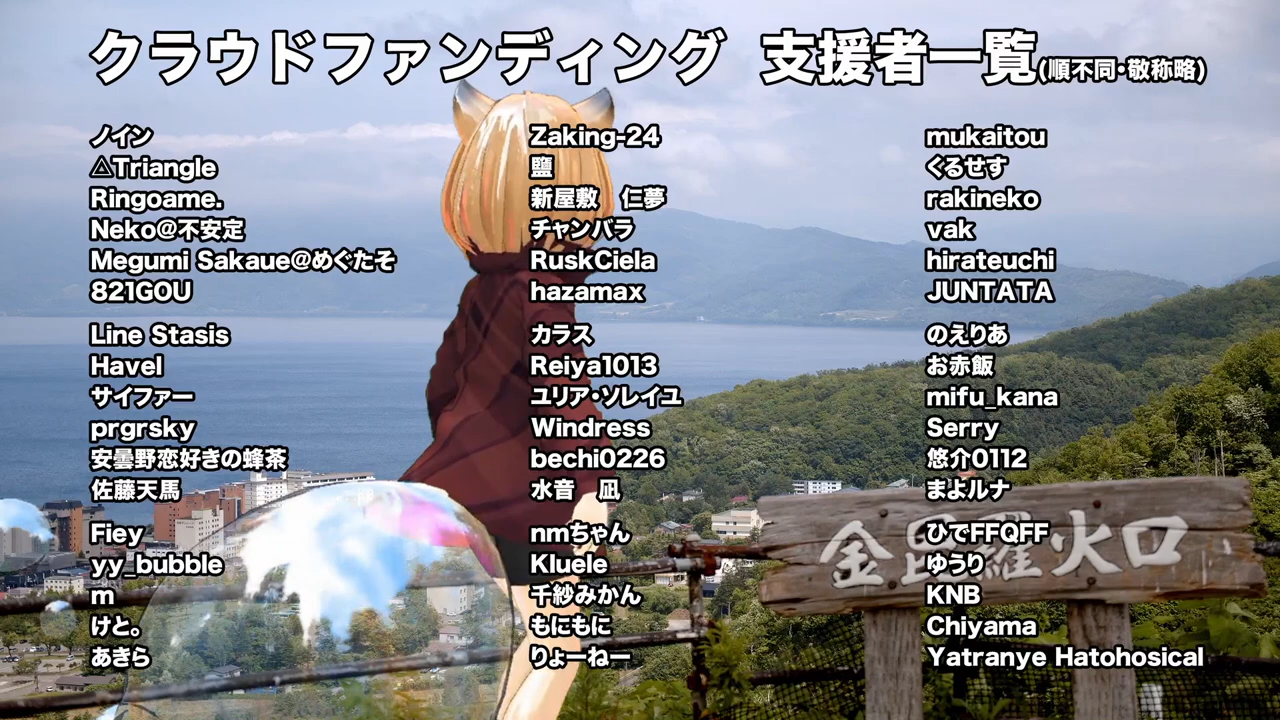 クラウドファンディング 支援者一覧(順不同・敬称略)
ノイン
△Triangle
Ringoame.
Neko@不安定
Megumi Sakaue@めぐたそ
821GOU
Line Stasis
Havel
サイファー
prgrsky
安曇野恋好きの蜂茶
佐藤天馬
Fiey
yy_bubble
m
けと。
あきら
Zaking-24
鹽
新屋敷 仁夢
チャンバラ
RuskCiela
hazamax
カラス
Reiya1013
ユリア・ソレイユ
Windress
bechi0226
水音 凪
nmちゃん
Kluele
千紗みかん
もにもに
りょーねー
mukaitou
ぐるせす
rakineko
vak
hirateuchi
JUNTATA
のえりあ
お赤飯
mifu_kana
Serry
悠介0112
まよルナ
ひでFFQFF
ゆうり
KNB
Chiyama
Yatranye Hatohosical
金毘羅火口